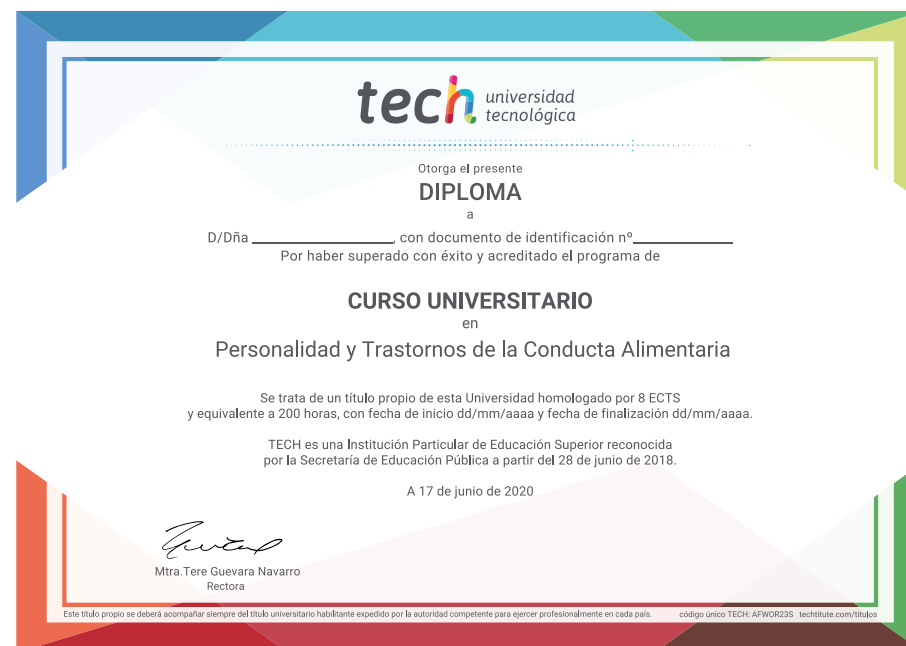 tech universidad
tecnológica
Otorga el presente
DIPLOMA
a
D/Dña ____________________, con documento de identificación nº______________
Por haber superado con éxito y acreditado el programa de
CURSO UNIVERSITARIO
en
Personalidad y Trastornos de la Conducta Alimentaria
Se trata de un título propio de esta Universidad homologado por 8 ECTS
y equivalente a 200 horas, con fecha de inicio dd/mm/aaaa y fecha de finalización dd/mm/aaaa.
TECH es una Institución Particular de Educación Superior reconocida
por la Secretaría de Educación Pública a partir del 28 de junio de 2018.
A 17 de junio de 2020
Mtra.Tere Guevara Navarro
Rectora
Este título propio se deberá acompañar siempre del título universitario habilitante expedido por la autoridad competente para ejercer profesionalmente en cada país. código único TECH: AFWOR23S techtitute.com/titulos